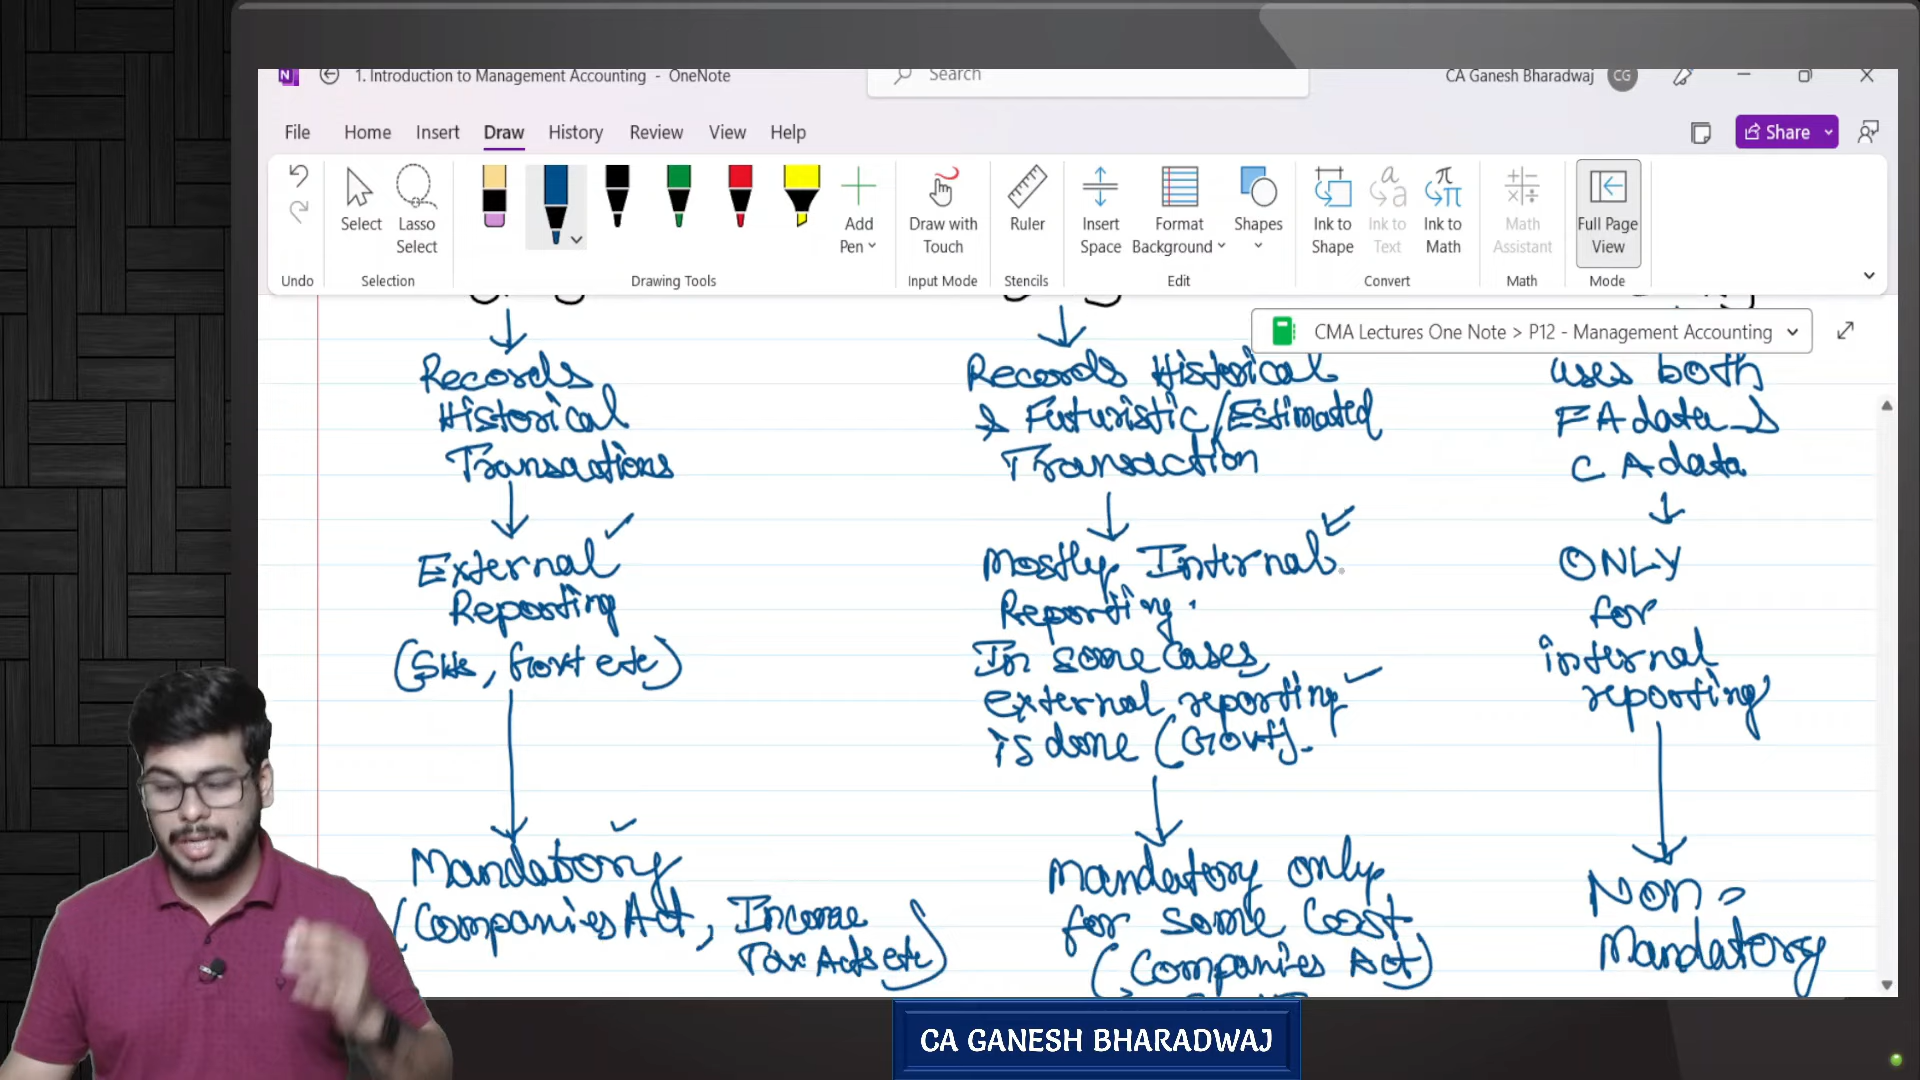 1. Introduction to Management Accounting - OneNote
Search
CA Ganesh Bharadwaj CG
File Home Insert Draw History Review View Help
Share
Select
Lasso Select
Add Pen
Draw with Touch
Ruler
Insert Space
Format Background
Shapes
Ink to Shape
Ink to Text
Ink to Math
Math Assistant
Full Page View
Undo Selection Drawing Tools Input Mode Stencils Edit Convert Math Mode
CMA Lectures One Note > P12 - Management Accounting
Records
Historical
Transactions
External
Reporting
Govt etc)
Mandatory
(Companies Act, Income
Tax Acts etc)
Records Historical
& Futuristic/Estimated
Transaction
Mostly Internal
Reporting.
In some cases
external reporting
is done (Govt).
Mandatory only
for some Cost
(Companies Act)
uses both
FA data &
CA data
ONLY
for
internal
reporting
Non-
Mandatory
CA GANESH BHARADWAJ